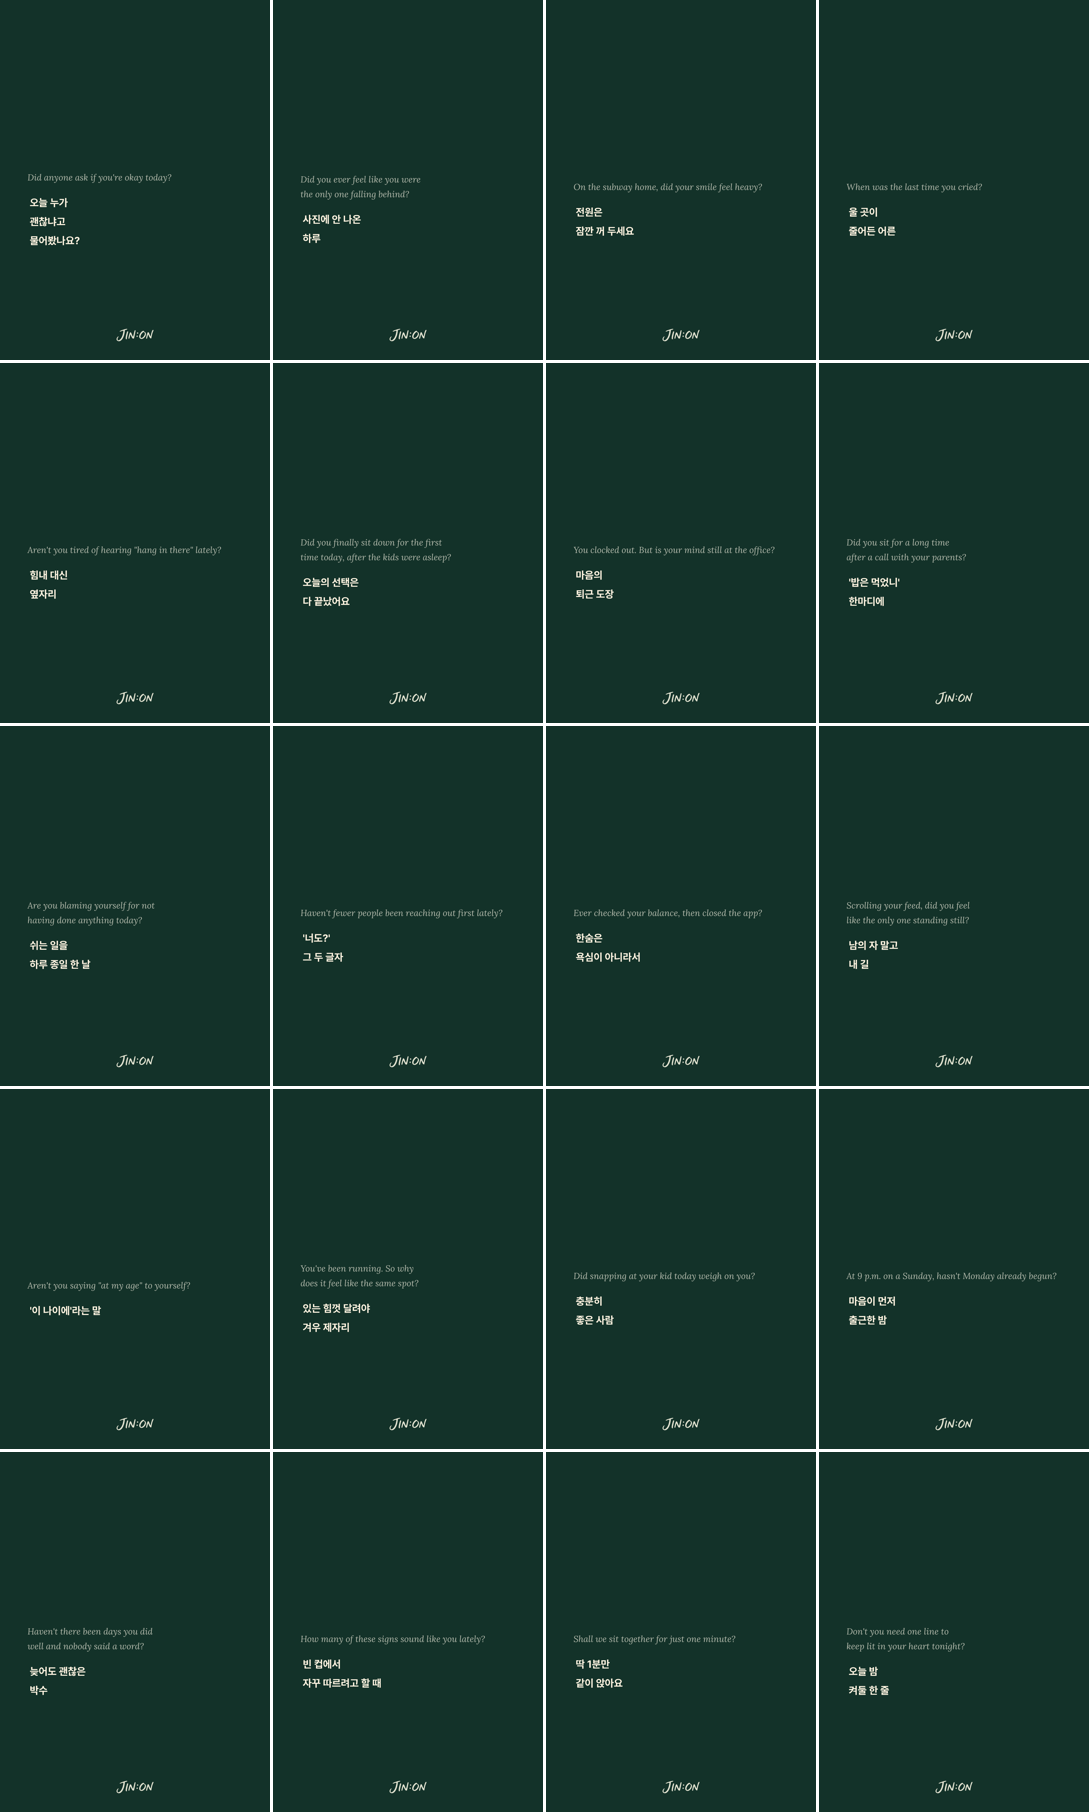 Did anyone ask if you're okay today?
오늘 누가
괜찮냐고
물어봤나요?
JIN:ON
Did you ever feel like you were
the only one falling behind?
사진에 안 나온
하루
JIN:ON
On the subway home, did your smile feel heavy?
전원은
잠깐 꺼 두세요
JIN:ON
When was the last time you cried?
울 곳이
줄어든 어른
JIN:ON
Aren't you tired of hearing "hang in there" lately?
힘내 대신
옆자리
JIN:ON
Did you finally sit down for the first
time today, after the kids were asleep?
오늘의 선택은
다 끝났어요
JIN:ON
You clocked out. But is your mind still at the office?
마음의
퇴근 도장
JIN:ON
Did you sit for a long time
after a call with your parents?
'밥은 먹었니'
한마디에
JIN:ON
Are you blaming yourself for not
having done anything today?
쉬는 일을
하루 종일 한 날
JIN:ON
Haven't fewer people been reaching out first lately?
'너도?'
그 두 글자
JIN:ON
Ever checked your balance, then closed the app?
한숨은
욕심이 아니라서
JIN:ON
Scrolling your feed, did you feel
like the only one standing still?
남의 자 말고
내 길
JIN:ON
Aren't you saying "at my age" to yourself?
'이 나이에'라는 말
JIN:ON
You've been running. So why
does it feel like the same spot?
있는 힘껏 달려야
겨우 제자리
JIN:ON
Did snapping at your kid today weigh on you?
충분히
좋은 사람
JIN:ON
At 9 p.m. on a Sunday, hasn't Monday already begun?
마음이 먼저
출근한 밤
JIN:ON
Haven't there been days you did
well and nobody said a word?
늦어도 괜찮은
박수
JIN:ON
How many of these signs sound like you lately?
빈 컵에서
자꾸 따르려고 할 때
JIN:ON
Shall we sit together for just one minute?
딱 1분만
같이 앉아요
JIN:ON
Don't you need one line to
keep lit in your heart tonight?
오늘 밤
켜둘 한 줄
JIN:ON